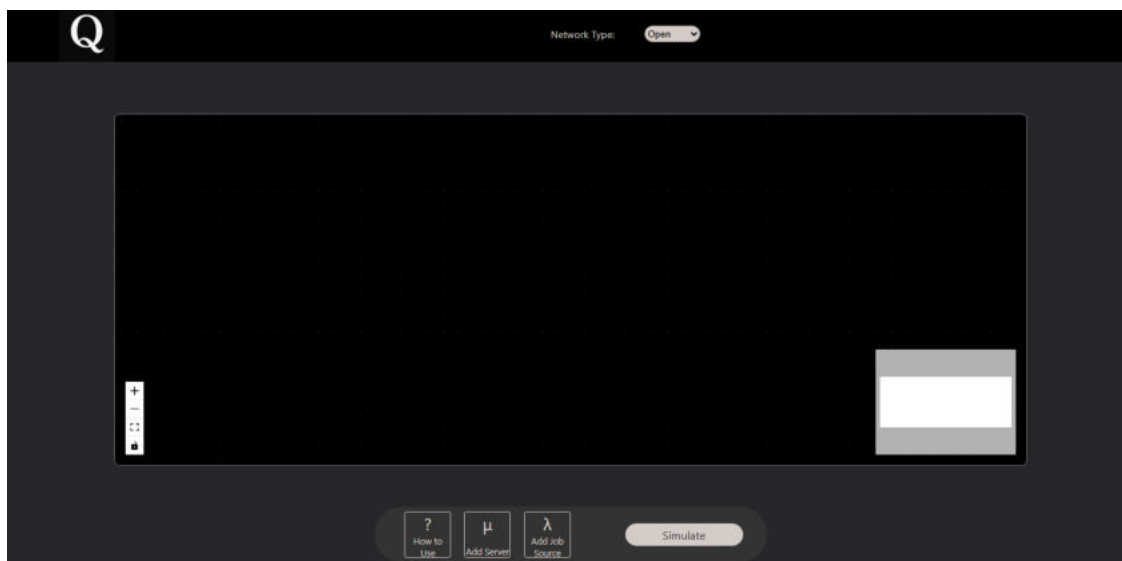 Q
Network Type:
Open
?
How to
Use
μ
Add Server
λ
Add Job
Source
Simulate